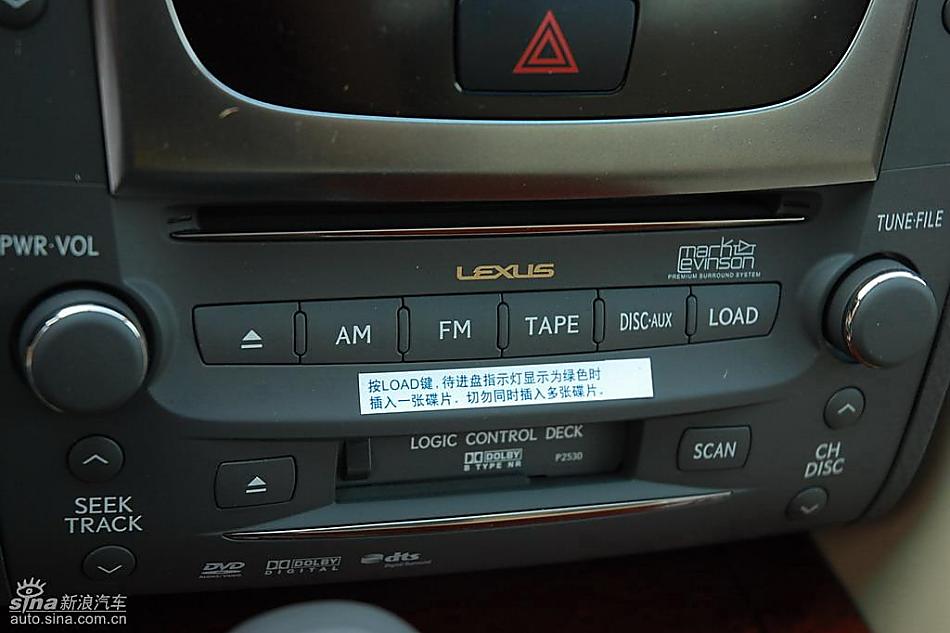 PWR·VOL
TUNE·FILE
LEXUS
mark Levinson
PREMIUM SURROUND SYSTEM
AM
FM
TAPE
DISC·AUX
LOAD
按LOAD键,待进盘指示灯显示为绿色时
插入一张碟片．切勿同时插入多张碟片．
LOGIC CONTROL DECK
DOLBY
B TYPE NR
P2530
SCAN
CH
DISC
SEEK
TRACK
DVD
AUDIO/VIDEO
DOLBY
DIGITAL
dts
Digital Surround
sina新浪汽车
auto.sina.com.cn